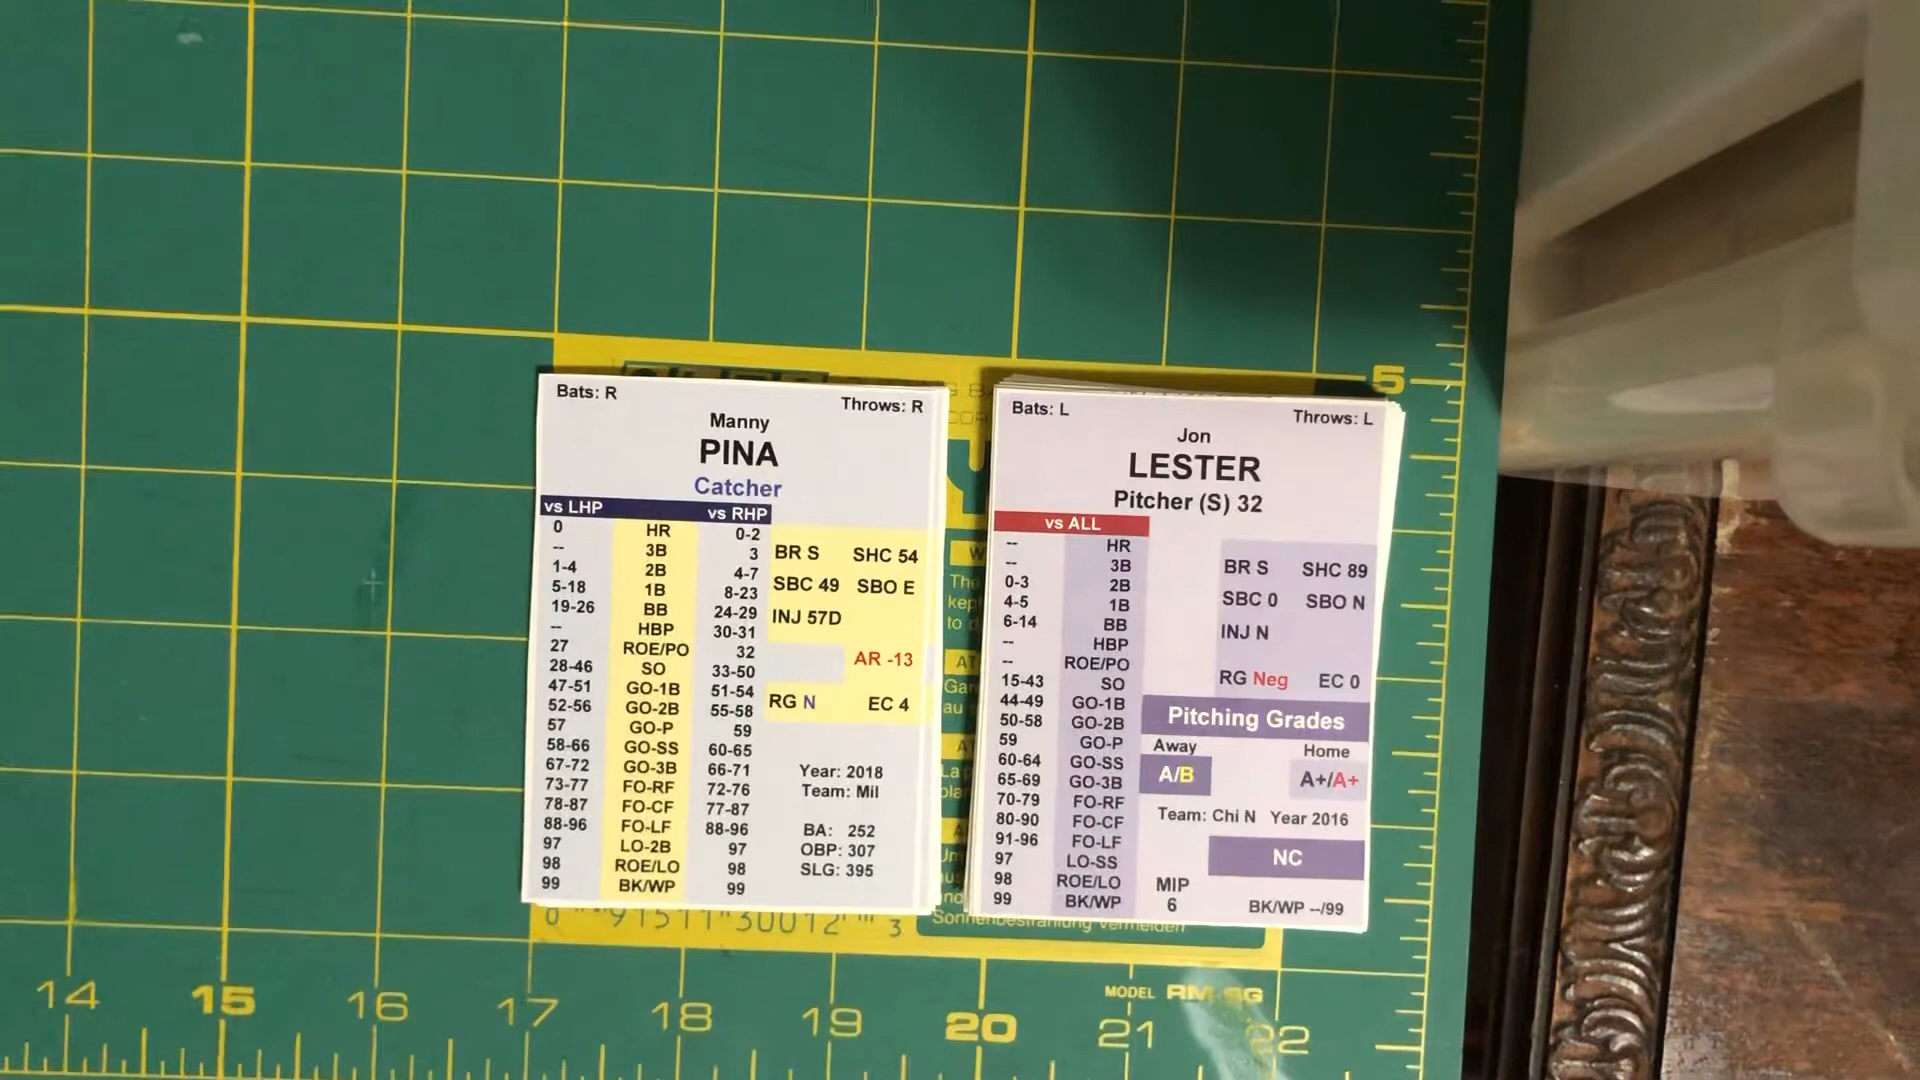 5
Bats: R Throws: R
Manny
PINA
Catcher
vs LHP vs RHP
0 HR 0-2
-- 3B 3
1-4 2B 4-7
5-18 1B 8-23
19-26 BB 24-29
-- HBP 30-31
27 ROE/PO 32
28-46 SO 33-50
47-51 GO-1B 51-54
52-56 GO-2B 55-58
57 GO-P 59
58-66 GO-SS 60-65
67-72 GO-3B 66-71
73-77 FO-RF 72-76
78-87 FO-CF 77-87
88-96 FO-LF 88-96
97 LO-2B 97
98 ROE/LO 98
99 BK/WP 99
BR S SHC 54
SBC 49 SBO E
INJ 57D
AR -13
RG N EC 4
Year: 2018
Team: Mil
BA: 252
OBP: 307
SLG: 395
Bats: L Throws: L
Jon
LESTER
Pitcher (S) 32
vs ALL
-- HR
-- 3B
0-3 2B
4-5 1B
6-14 BB
-- HBP
-- ROE/PO
15-43 SO
44-49 GO-1B
50-58 GO-2B
59 GO-P
60-64 GO-SS
65-69 GO-3B
70-79 FO-RF
80-90 FO-CF
91-96 FO-LF
97 LO-SS
98 ROE/LO
99 BK/WP
BR S SHC 89
SBC 0 SBO N
INJ N
RG Neg EC 0
Pitching Grades
Away Home
A/B A+/A+
Team: Chi N Year 2016
NC
MIP
6
BK/WP --/99
0 91511 30012 3
Sonnenbestrahlung vermeiden
MODEL
14 15 16 17 18 19 20 21 22